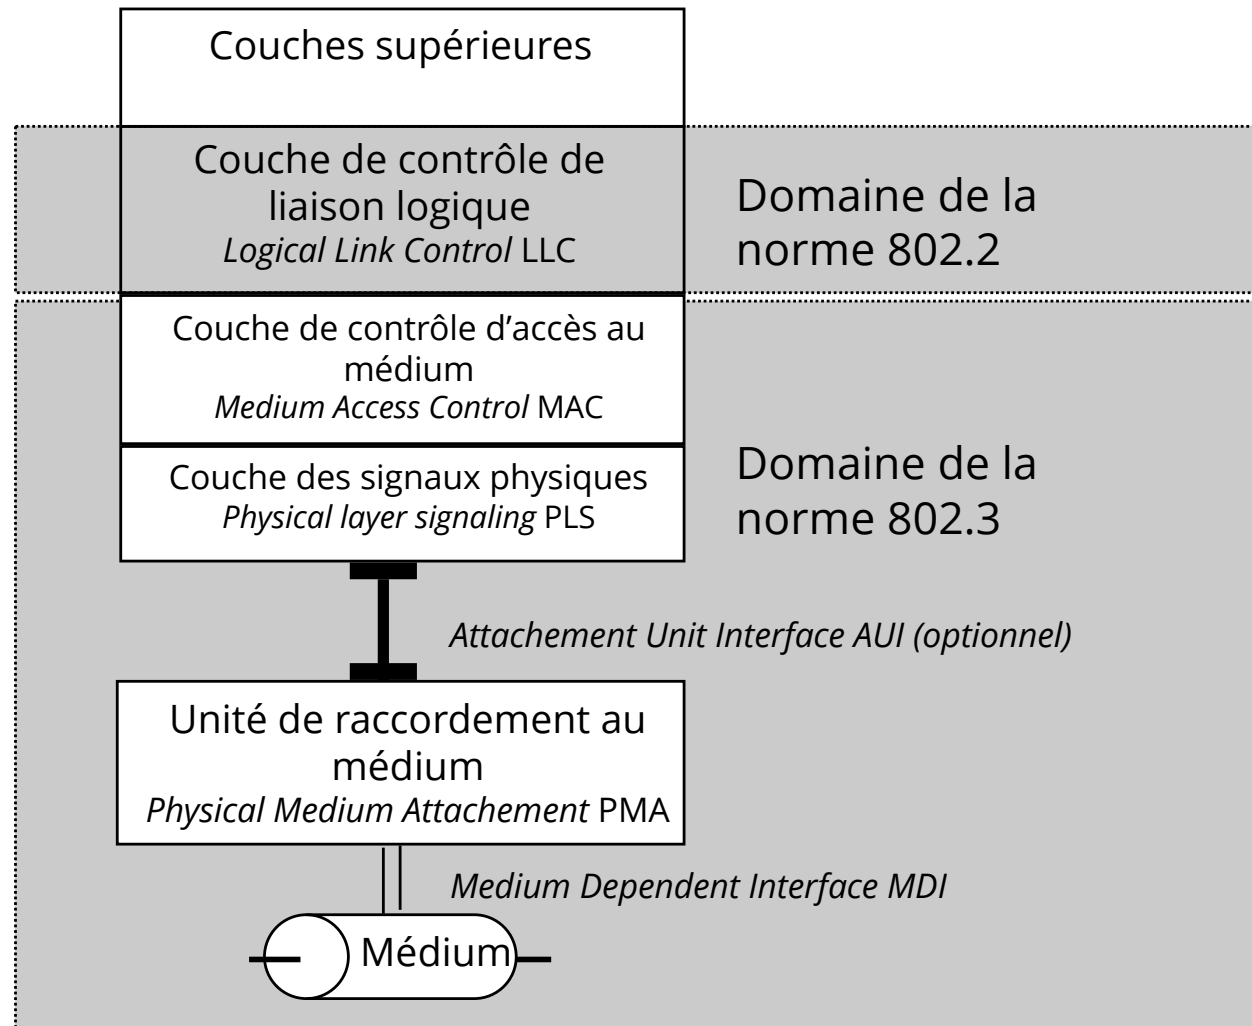 Couches supérieures
Couche de contrôle de
liaison logique
Logical Link Control LLC
Domaine de la
norme 802.2
Couche de contrôle d’accès au
médium
Medium Access Control MAC
Couche des signaux physiques
Physical layer signaling PLS
Domaine de la
norme 802.3
Attachement Unit Interface AUI (optionnel)
Unité de raccordement au
médium
Physical Medium Attachement PMA
Medium Dependent Interface MDI
Médium